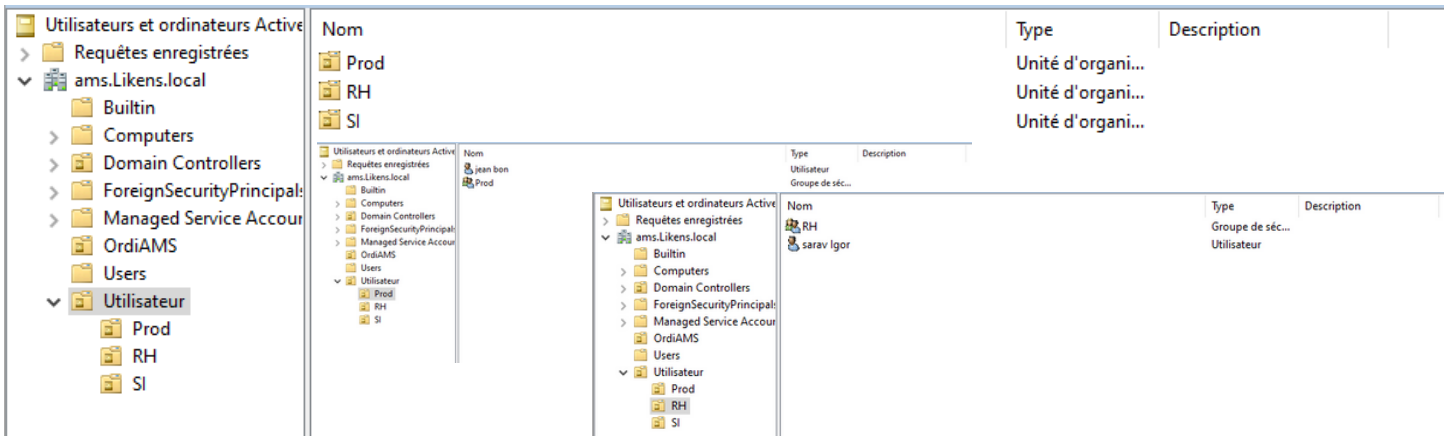 Utilisateurs et ordinateurs Active
Requêtes enregistrées
ams.Likens.local
Builtin
Computers
Domain Controllers
ForeignSecurityPrincipals
Managed Service Accour
OrdiAMS
Users
Utilisateur
Prod
RH
SI
Nom Type Description
Prod Unité d'organi...
RH Unité d'organi...
SI Unité d'organi...
Utilisateurs et ordinateurs Active
Requêtes enregistrées
ams.Likens.local
Builtin
Computers
Domain Controllers
ForeignSecurityPrincipals
Managed Service Accour
OrdiAMS
Users
Utilisateur
Prod
RH
SI
Nom Type Description
jean bon Utilisateur
Prod Groupe de séc...
Utilisateurs et ordinateurs Active
Requêtes enregistrées
ams.Likens.local
Builtin
Computers
Domain Controllers
ForeignSecurityPrincipals
Managed Service Accour
OrdiAMS
Users
Utilisateur
Prod
RH
SI
Nom Type Description
RH Groupe de séc...
sarav Igor Utilisateur